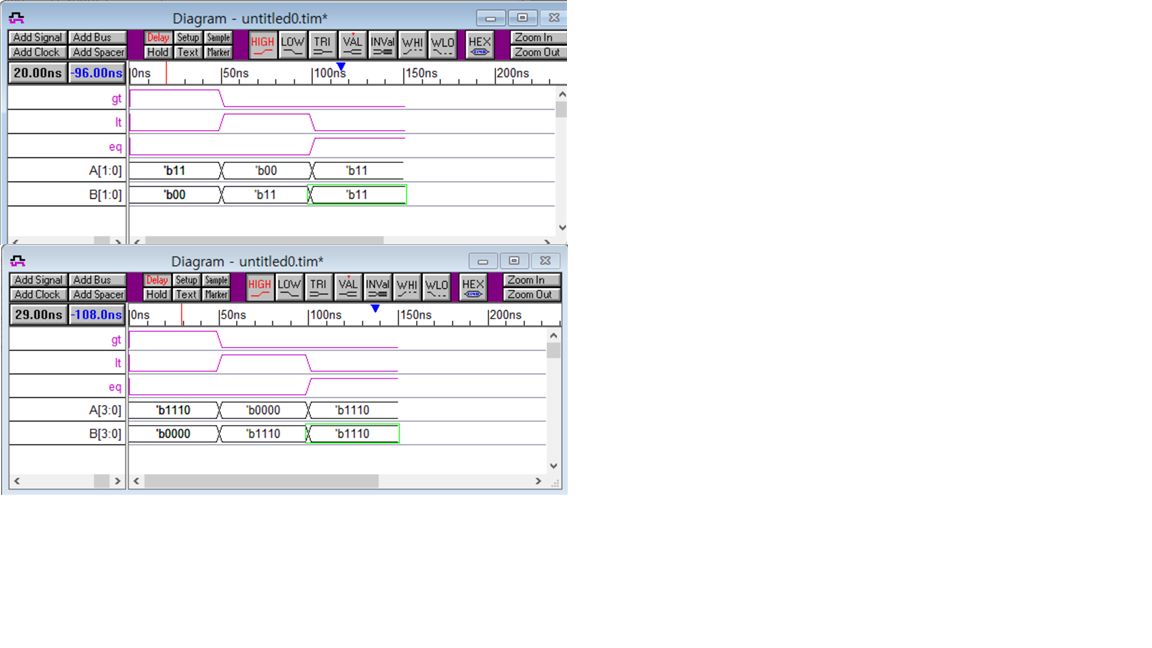 Diagram - untitled0.tim*
Add Signal Add Bus Delay Setup Sample HIGH LOW TRI VAL INVal WHI WLO HEX Zoom In
Add Clock Add Spacer Hold Text Marker Zoom Out
20.00ns -96.00ns 0ns 50ns 100ns 150ns 200ns
gt
lt
eq
A[1:0] 'b11 'b00 'b11
B[1:0] 'b00 'b11 'b11
Diagram - untitled0.tim*
Add Signal Add Bus Delay Setup Sample HIGH LOW TRI VAL INVal WHI WLO HEX Zoom In
Add Clock Add Spacer Hold Text Marker Zoom Out
29.00ns -108.0ns 0ns 50ns 100ns 150ns 200ns
gt
lt
eq
A[3:0] 'b1110 'b0000 'b1110
B[3:0] 'b0000 'b1110 'b1110